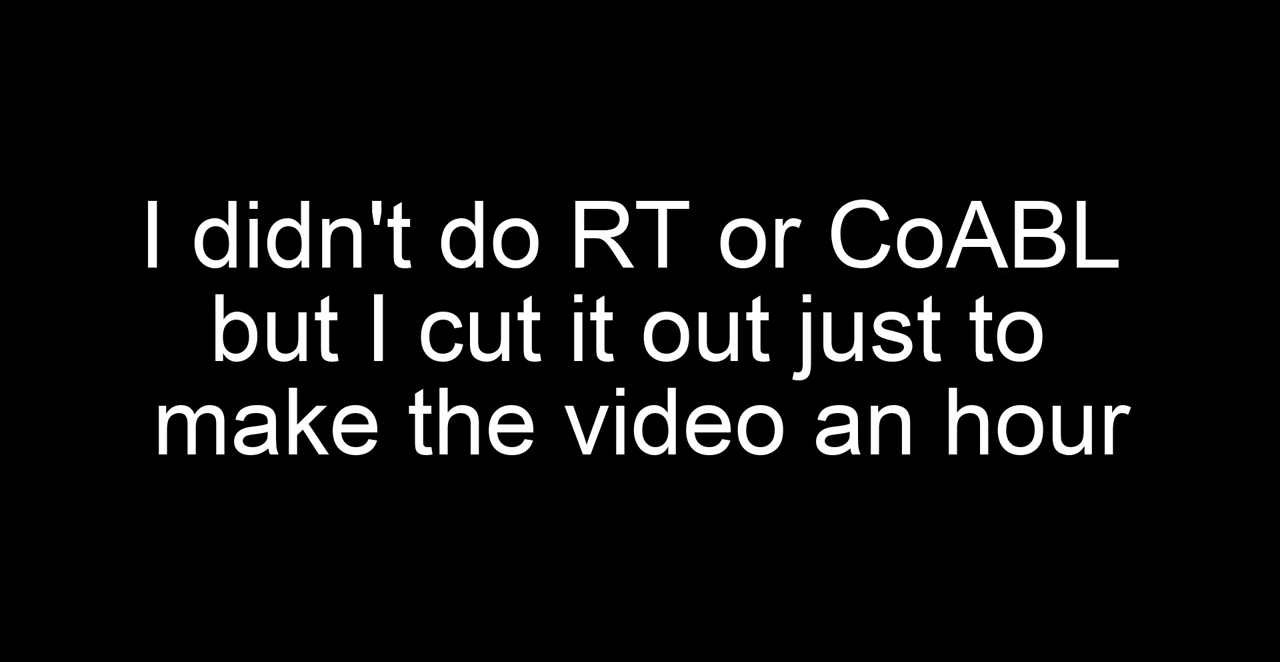 I didn't do RT or CoABL
but I cut it out just to
make the video an hour